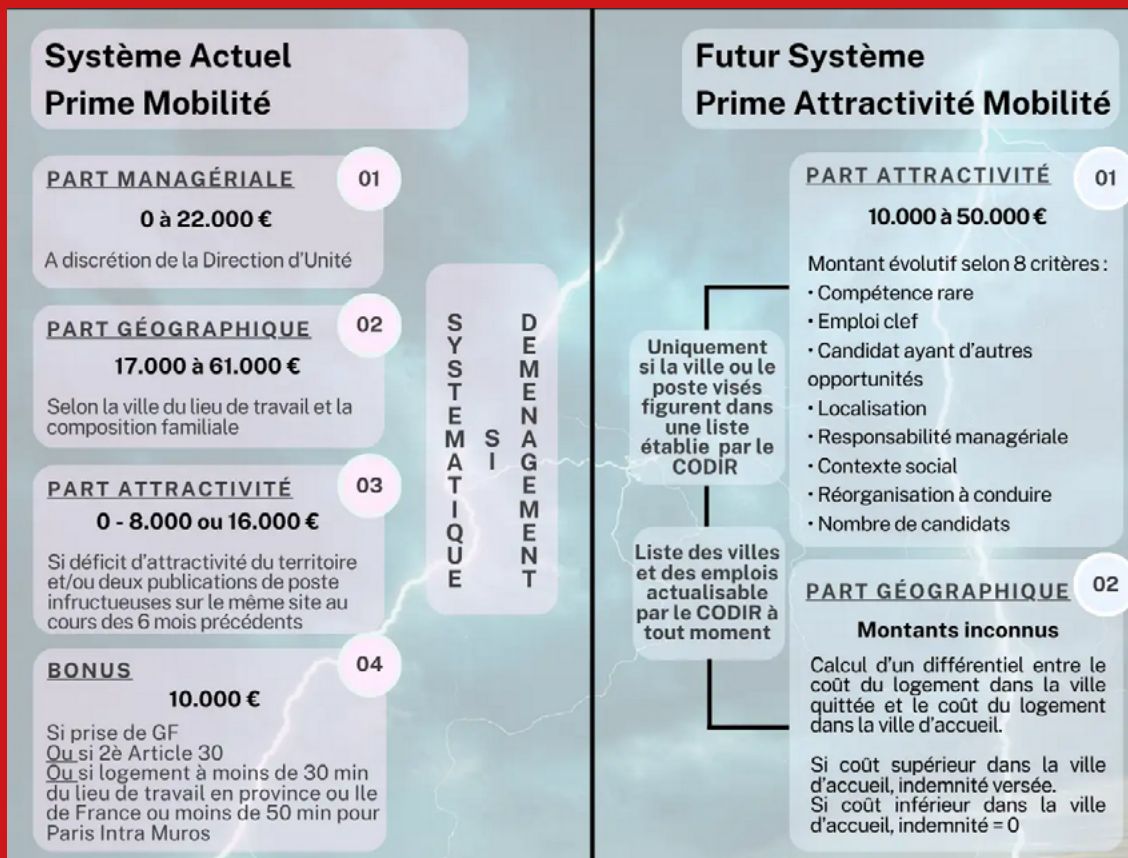 Système Actuel
Prime Mobilité
PART MANAGÉRIALE
01
0 à 22.000 €
A discrétion de la Direction d'Unité
PART GÉOGRAPHIQUE
02
17.000 à 61.000 €
Selon la ville du lieu de travail et la
composition familiale
PART ATTRACTIVITÉ
03
0 - 8.000 ou 16.000 €
Si déficit d'attractivité du territoire
et/ou deux publications de poste
infructueuses sur le même site au
cours des 6 mois précédents
BONUS
04
10.000 €
Si prise de GF
Ou si 2è Article 30
Ou si logement à moins de 30 min
du lieu de travail en province ou Ile
de France ou moins de 50 min pour
Paris Intra Muros
SYSTEMATIQUE
SI
DEMENAGEMENT
Futur Système
Prime Attractivité Mobilité
Uniquement
si la ville ou le
poste visés
figurent dans
une liste
établie par le
CODIR
Liste des villes
et des emplois
actualisable
par le CODIR à
tout moment
PART ATTRACTIVITÉ
01
10.000 à 50.000 €
Montant évolutif selon 8 critères :
• Compétence rare
• Emploi clef
• Candidat ayant d'autres
opportunités
• Localisation
• Responsabilité managériale
• Contexte social
• Réorganisation à conduire
• Nombre de candidats
PART GÉOGRAPHIQUE
02
Montants inconnus
Calcul d'un différentiel entre le
coût du logement dans la ville
quittée et le coût du logement
dans la ville d'accueil.
Si coût supérieur dans la ville
d'accueil, indemnité versée.
Si coût inférieur dans la ville
d'accueil, indemnité = 0